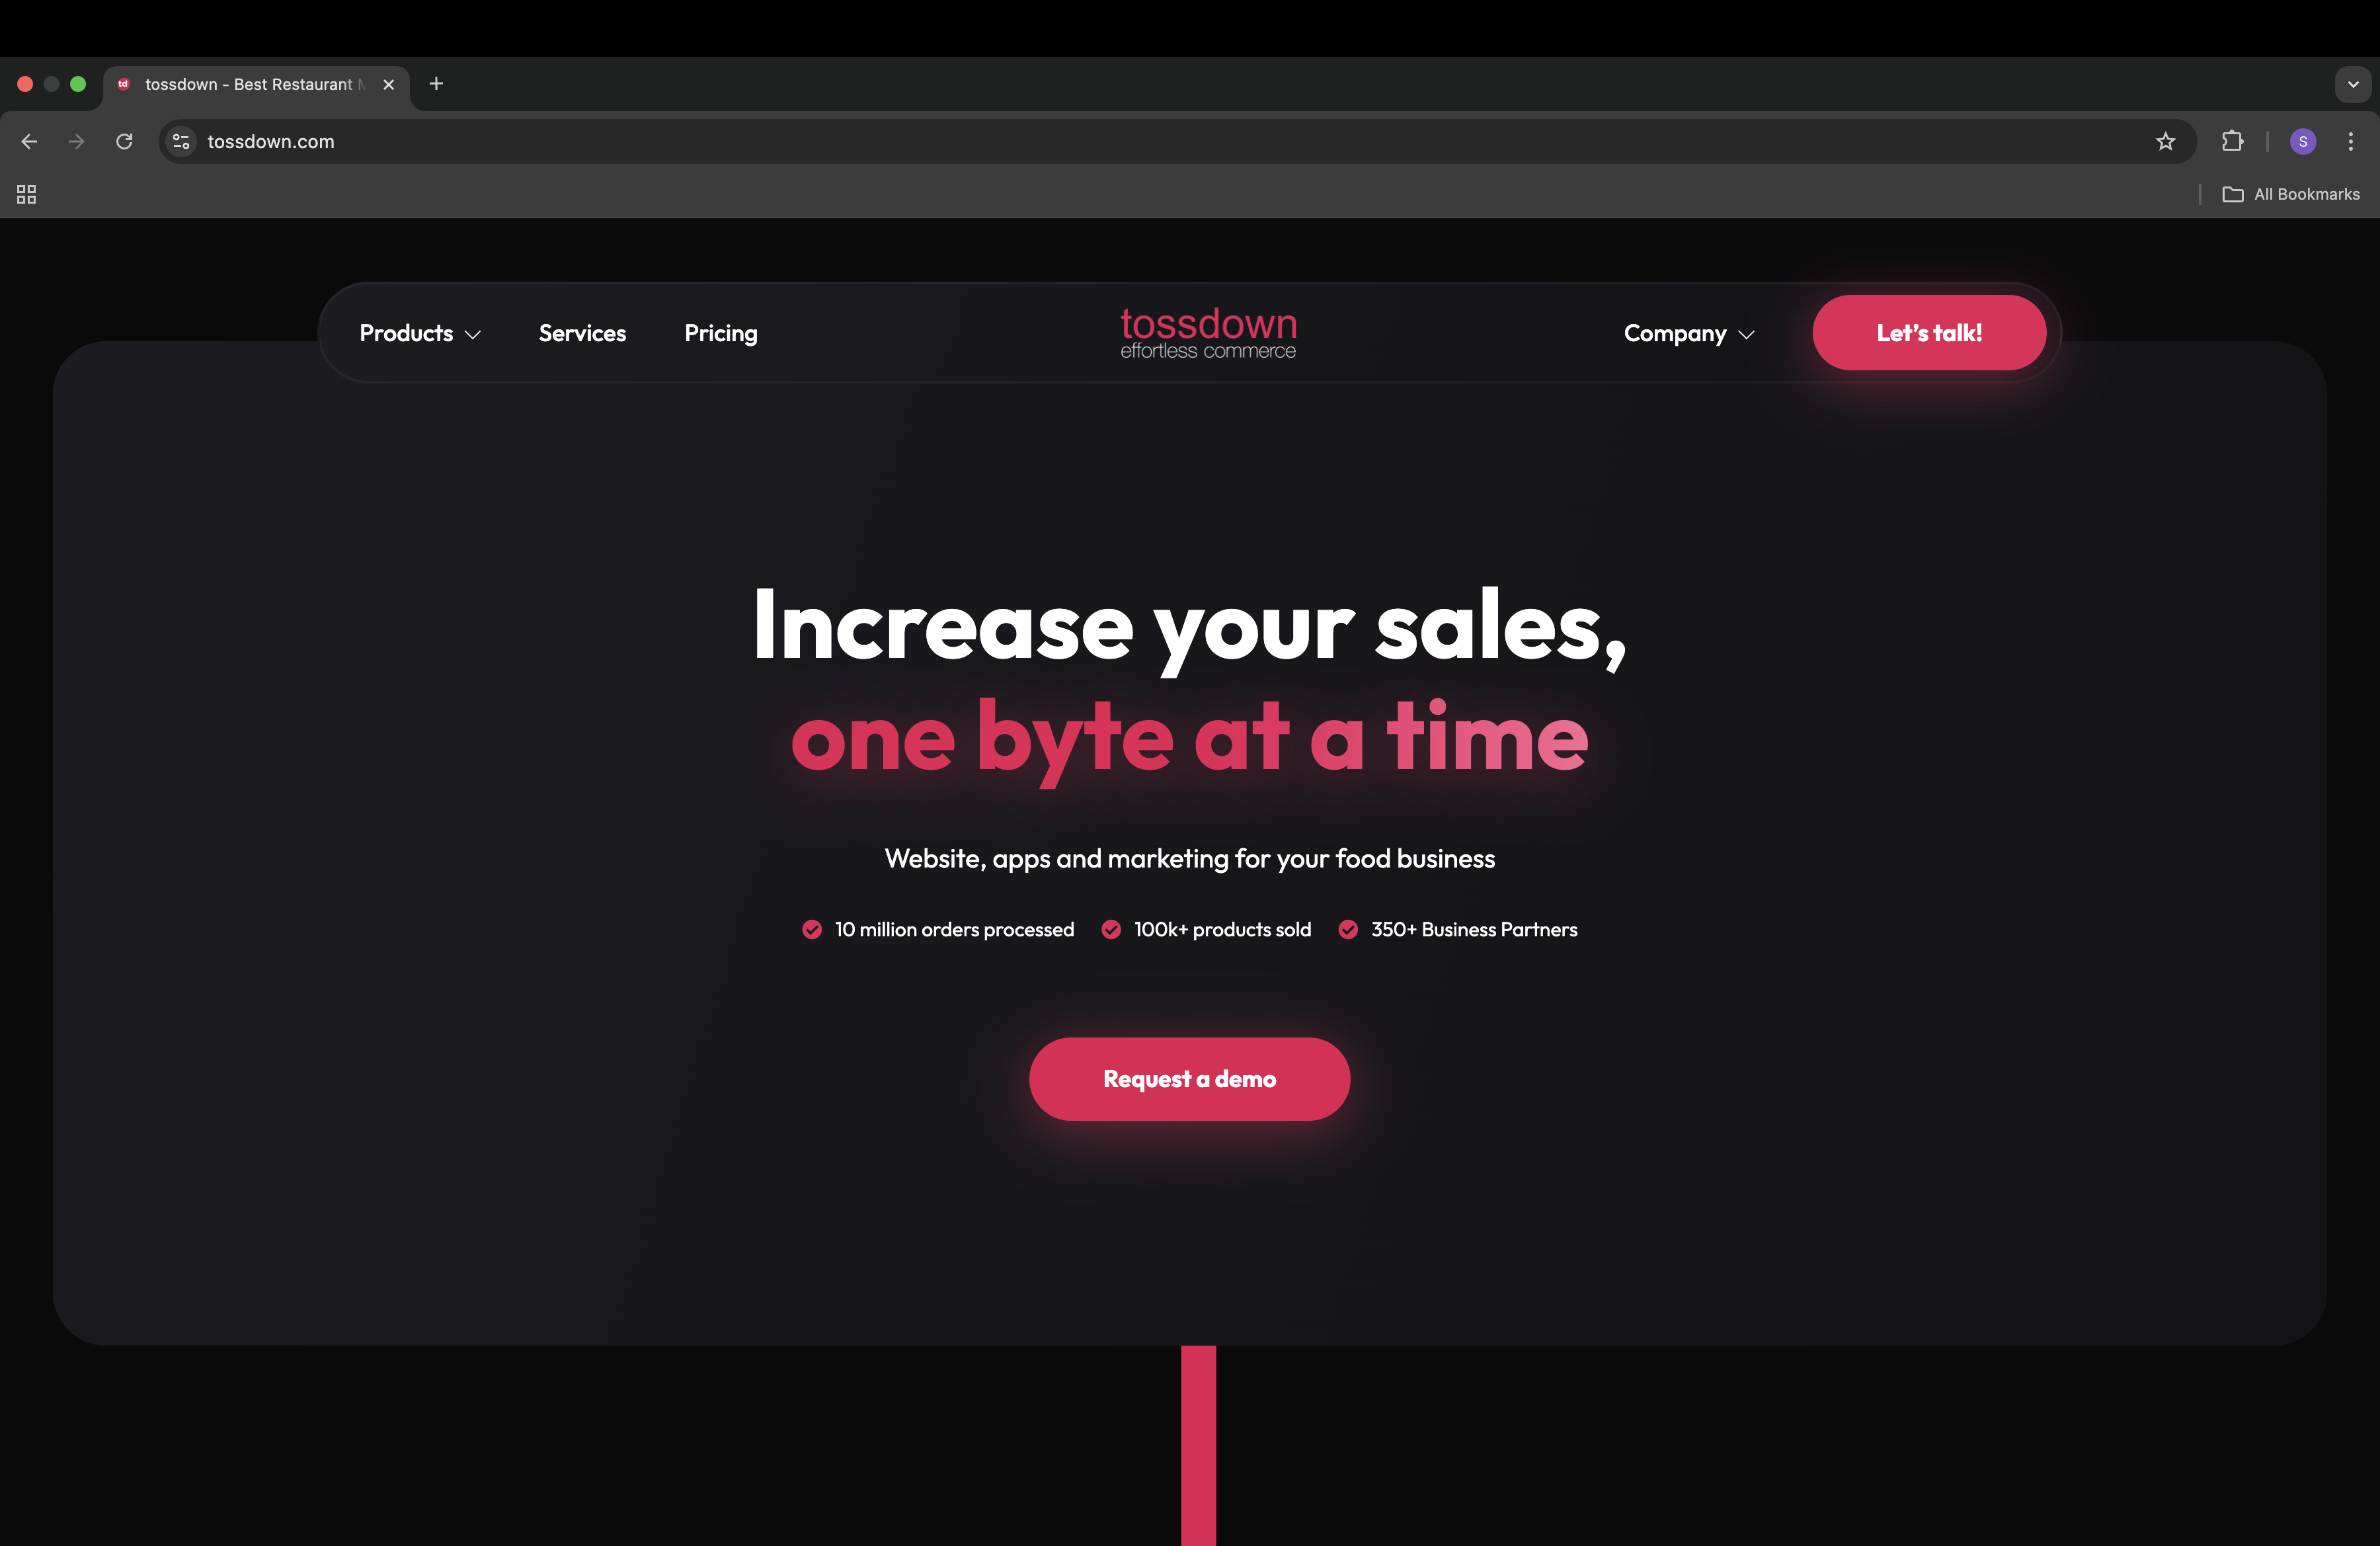 tossdown - Best Restaurant
tossdown.com
S
All Bookmarks
Products
Services
Pricing
tossdown
effortless commerce
Company
Let's talk!
Increase your sales,
one byte at a time
Website, apps and marketing for your food business
10 million orders processed
100k+ products sold
350+ Business Partners
Request a demo